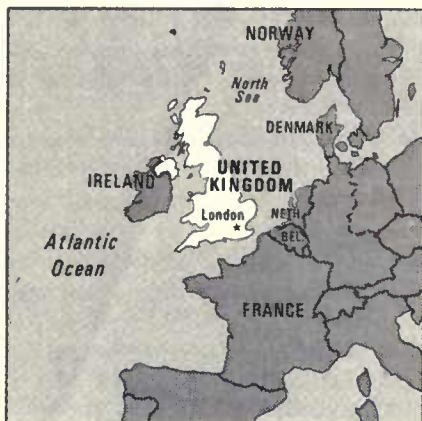 NORWAY
North
Sea
DENMARK
UNITED
KINGDOM
IRELAND
London
NETH.
BEL.
Atlantic
Ocean
FRANCE